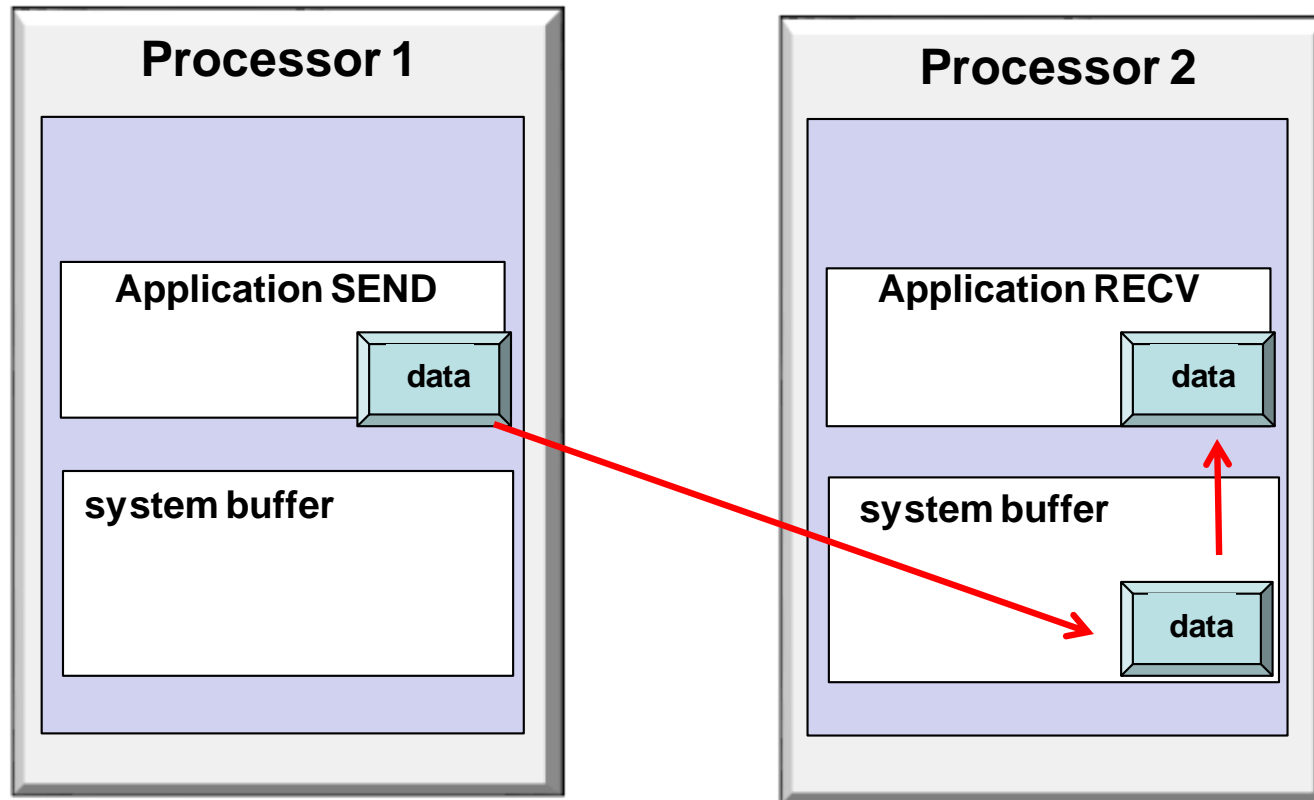 Processor 1
Application SEND
data
system buffer
Processor 2
Application RECV
data
system buffer
data